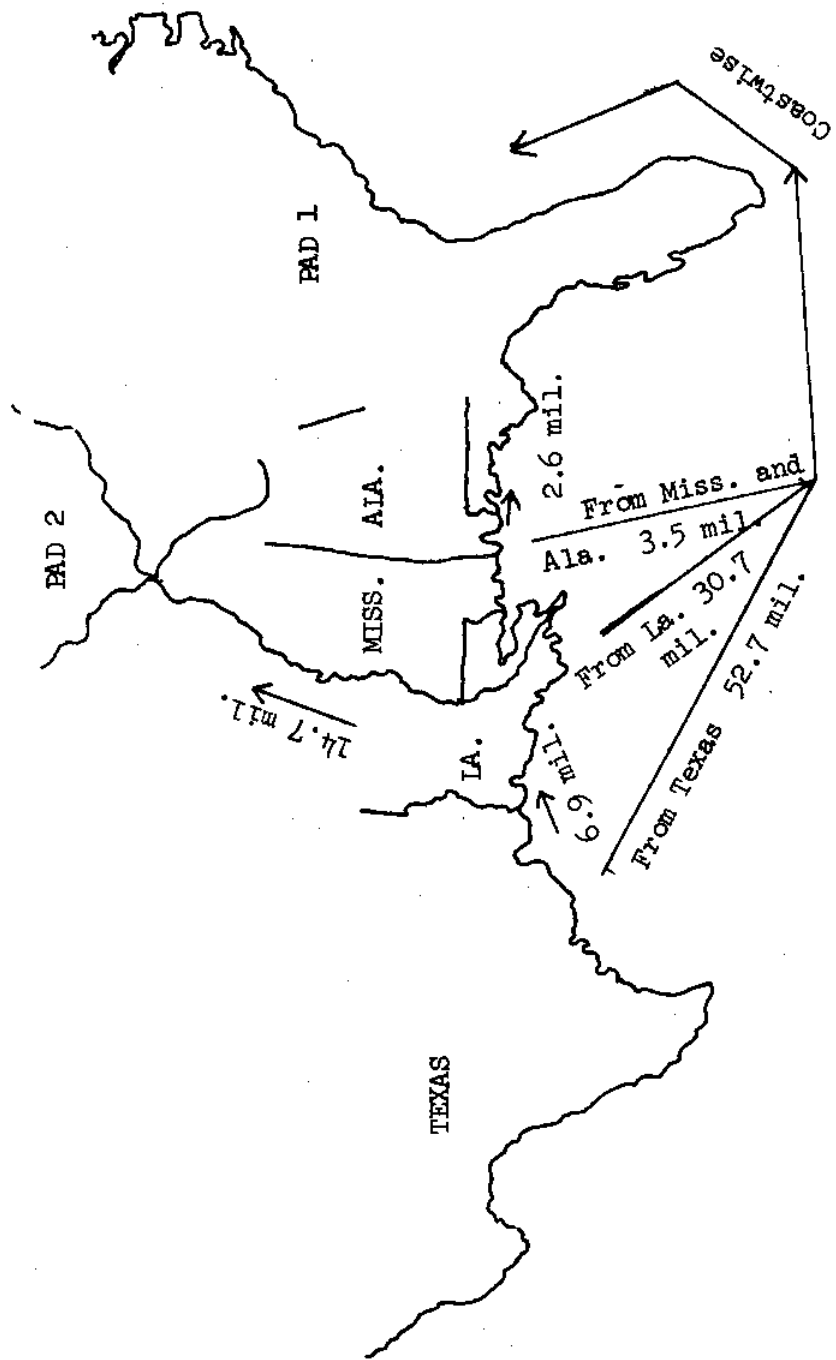 PAD 2
PAD 1
MISS.
ALA.
LA.
TEXAS
14.7 mil.
6.9 mil.
2.6 mil.
From Miss. and
Ala. 3.5 mil.
From La. 30.7
mil.
From Texas 52.7 mil.
Coastwise